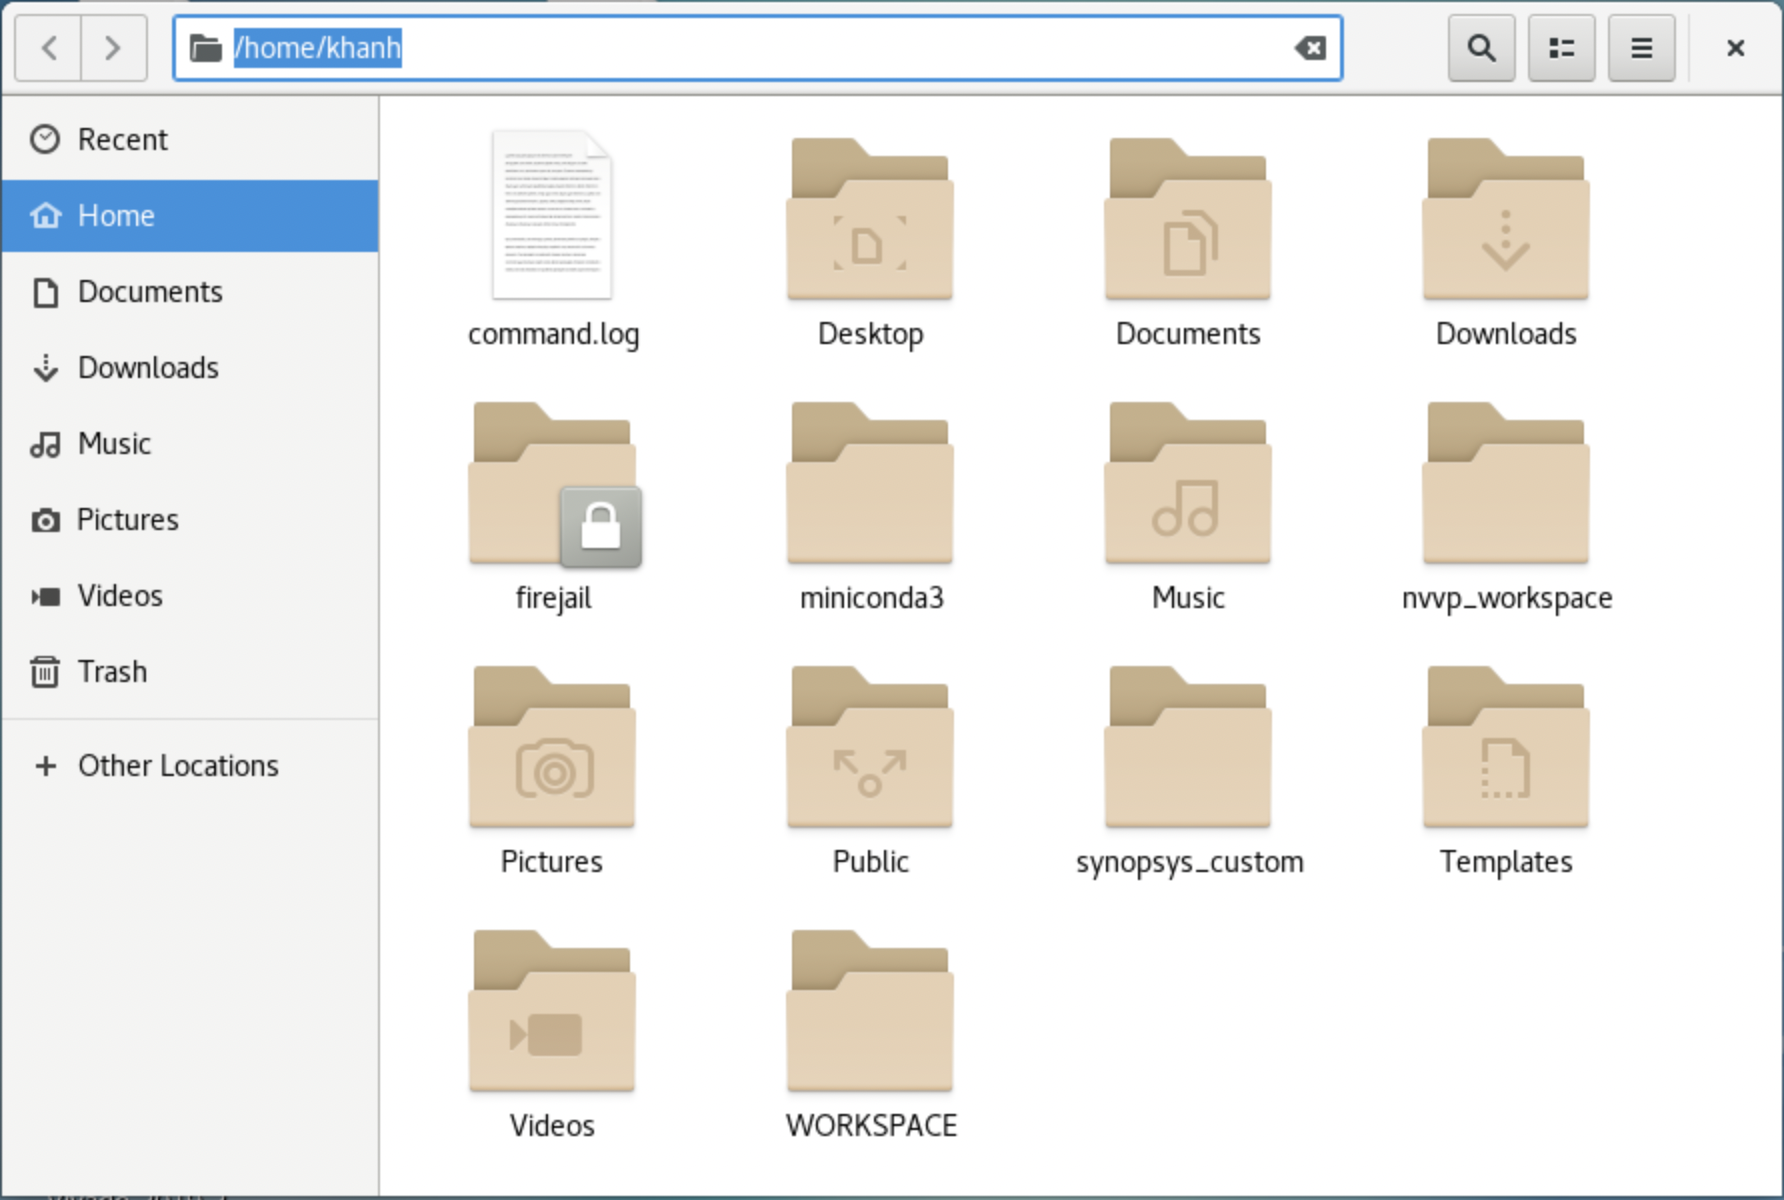 /home/khanh
Recent
Home
Documents
Downloads
Music
Pictures
Videos
Trash
Other Locations
command.log
Desktop
Documents
Downloads
firejail
miniconda3
Music
nvvp_workspace
Pictures
Public
synopsys_custom
Templates
Videos
WORKSPACE